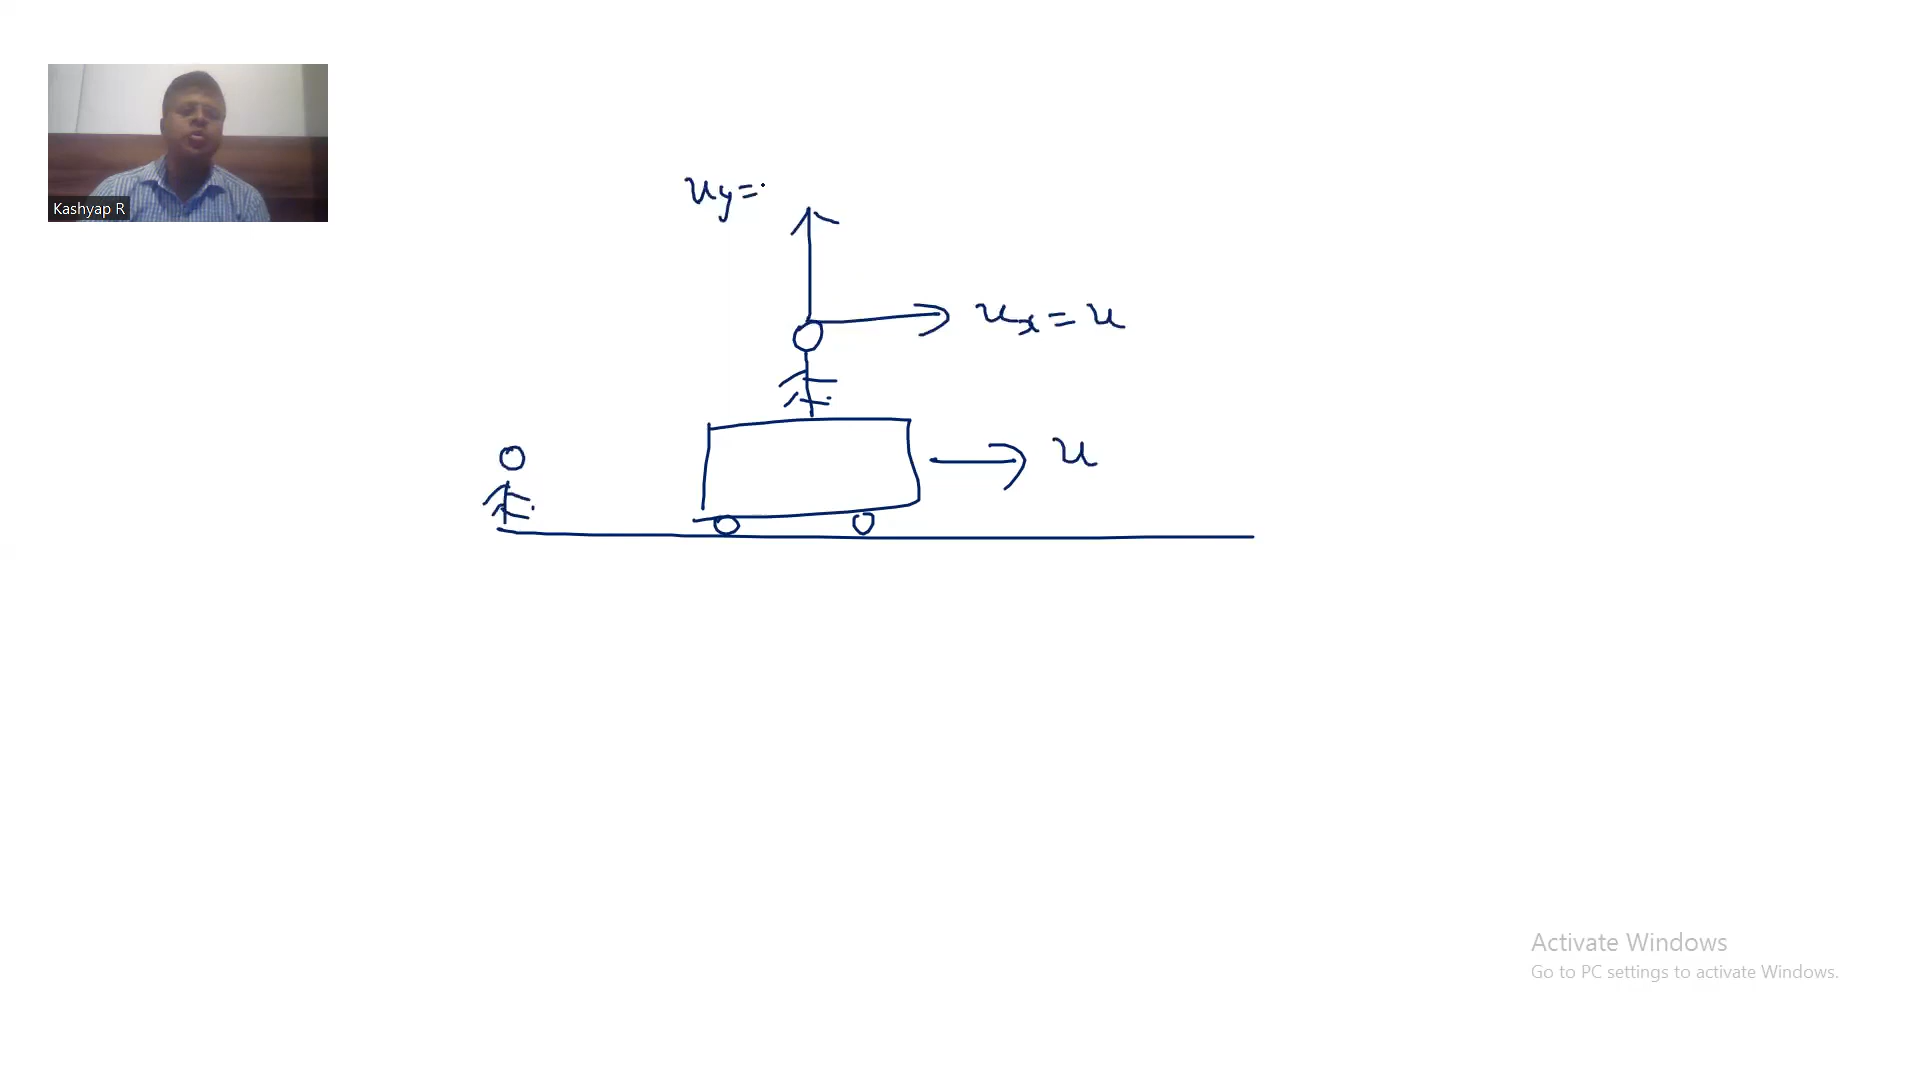 Kashyap R
uy=
ux=u
u
Activate Windows
Go to PC settings to activate Windows.